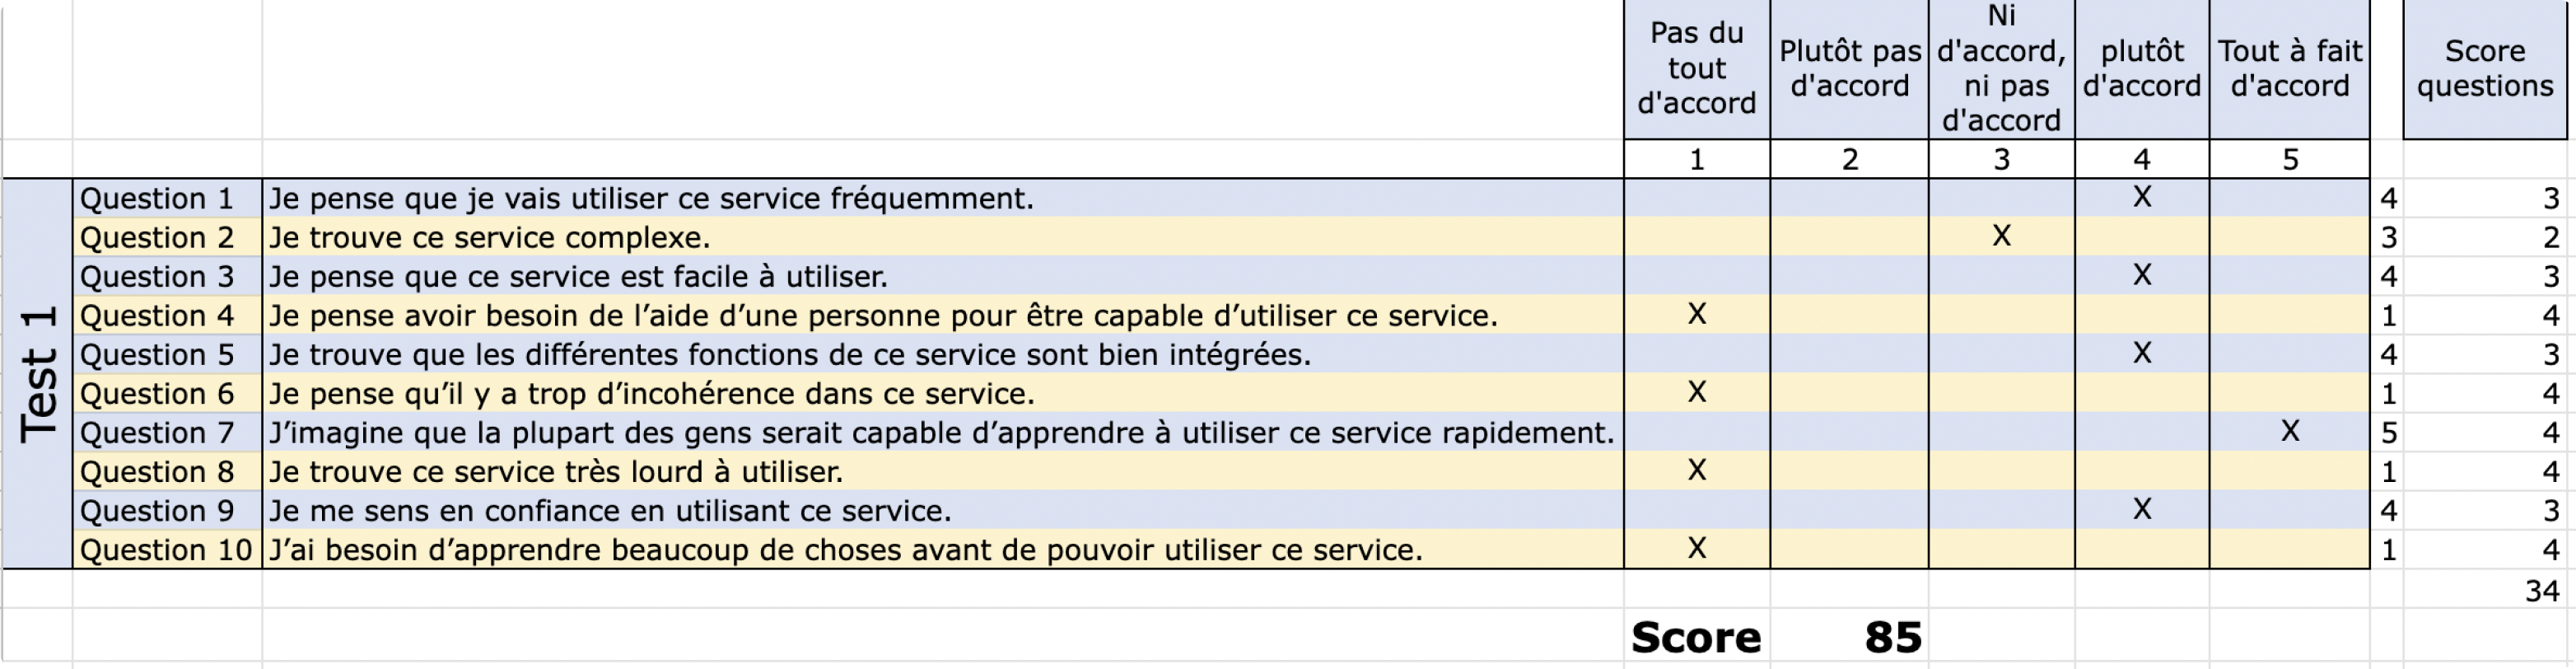 Pas du tout d'accord Plutôt pas d'accord Ni d'accord, ni pas d'accord plutôt d'accord Tout à fait d'accord Score questions
1 2 3 4 5
Test 1
Question 1 Je pense que je vais utiliser ce service fréquemment. X 4 3
Question 2 Je trouve ce service complexe. X 3 2
Question 3 Je pense que ce service est facile à utiliser. X 4 3
Question 4 Je pense avoir besoin de l’aide d’une personne pour être capable d’utiliser ce service. X 1 4
Question 5 Je trouve que les différentes fonctions de ce service sont bien intégrées. X 4 3
Question 6 Je pense qu’il y a trop d’incohérence dans ce service. X 1 4
Question 7 J’imagine que la plupart des gens serait capable d’apprendre à utiliser ce service rapidement. X 5 4
Question 8 Je trouve ce service très lourd à utiliser. X 1 4
Question 9 Je me sens en confiance en utilisant ce service. X 4 3
Question 10 J’ai besoin d’apprendre beaucoup de choses avant de pouvoir utiliser ce service. X 1 4
34
Score 85